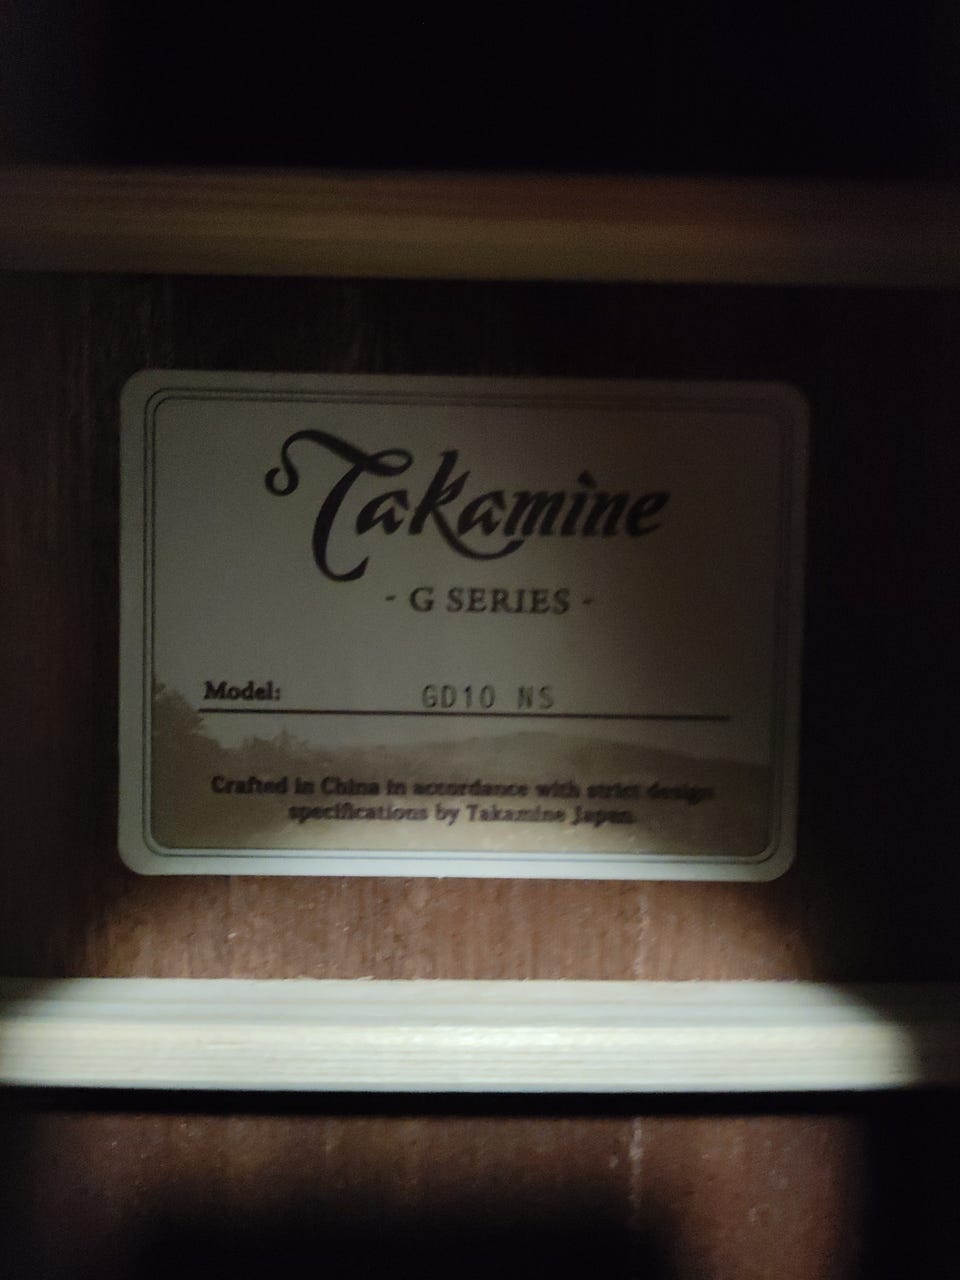 Takamine
- G SERIES -
Model: GD10 NS
Crafted in China in accordance with strict design
specifications by Takamine Japan.